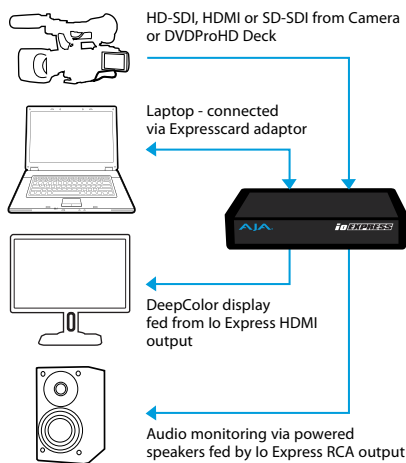 HD-SDI, HDMI or SD-SDI from Camera
or DVDProHD Deck
Laptop - connected
via Expresscard adaptor
AJA
io EXPRESS
DeepColor display
fed from Io Express HDMI
output
Audio monitoring via powered
speakers fed by Io Express RCA output